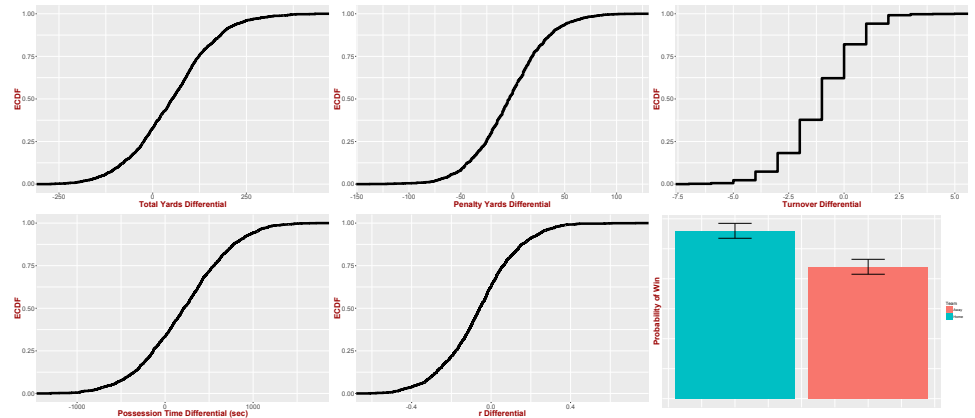 1.00
0.75
0.50
0.25
0.00
ECDF
-250 0 250
Total Yards Differential
1.00
0.75
0.50
0.25
0.00
ECDF
-150 -100 -50 0 50 100
Penalty Yards Differential
1.00
0.75
0.50
0.25
0.00
ECDF
-7.5 -5.0 -2.5 0.0 2.5 5.0
Turnover Differential
1.00
0.75
0.50
0.25
0.00
ECDF
-1000 0 1000
Possession Time Differential (sec)
1.00
0.75
0.50
0.25
0.00
ECDF
-0.4 0.0 0.4
r Differential
Probability of Win
Team
Away
Home